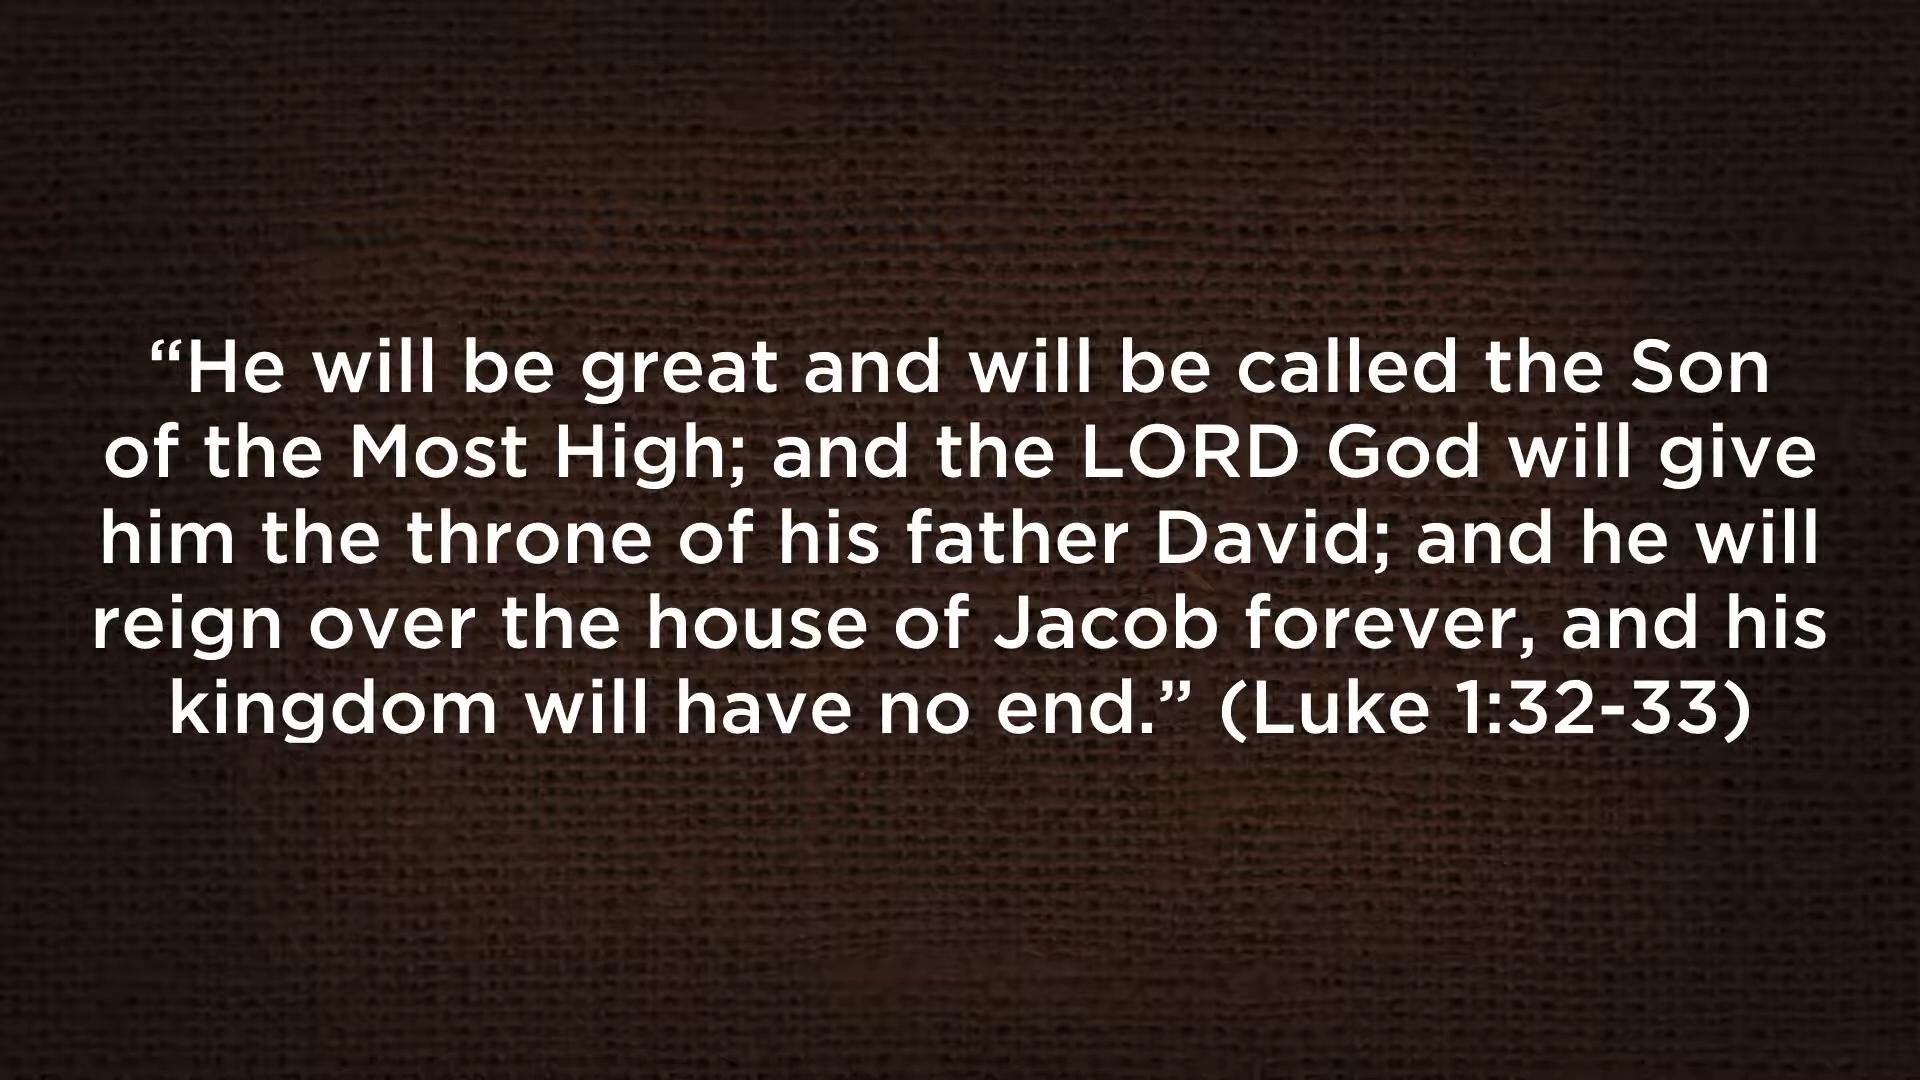 “He will be great and will be called the Son
of the Most High; and the LORD God will give
him the throne of his father David; and he will
reign over the house of Jacob forever, and his
kingdom will have no end.” (Luke 1:32-33)